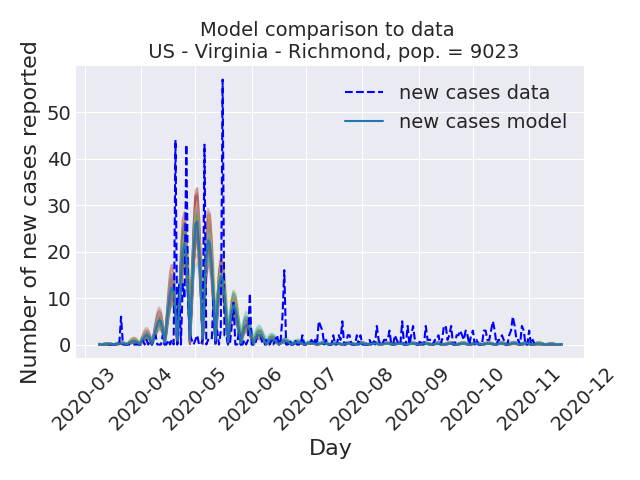 Model comparison to data
US - Virginia - Richmond, pop. = 9023
Number of new cases reported
50
40
30
20
10
0
new cases data
new cases model
2020-03
2020-04
2020-05
2020-06
2020-07
2020-08
2020-09
2020-10
2020-11
2020-12
Day